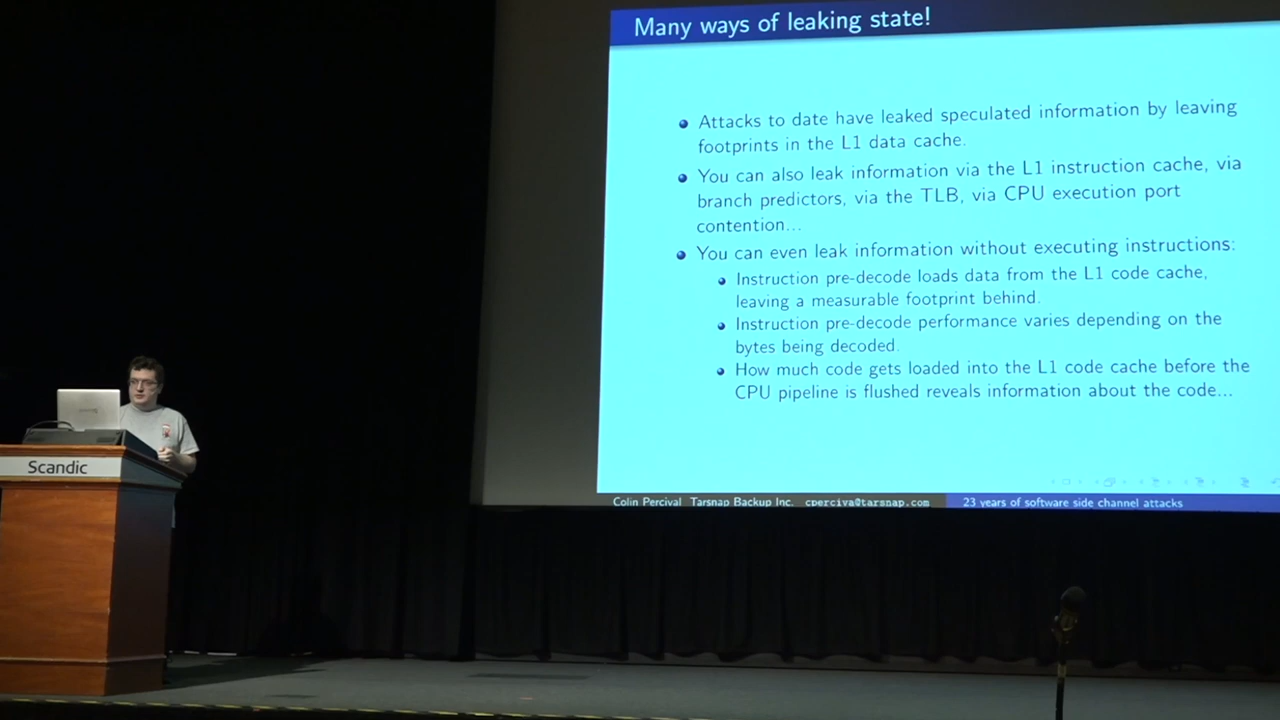 Many ways of leaking state!
Attacks to date have leaked speculated information by leaving
footprints in the L1 data cache.
You can also leak information via the L1 instruction cache, via
branch predictors, via the TLB, via CPU execution port
contention...
You can even leak information without executing instructions:
Instruction pre-decode loads data from the L1 code cache,
leaving a measurable footprint behind.
Instruction pre-decode performance varies depending on the
bytes being decoded.
How much code gets loaded into the L1 code cache before the
CPU pipeline is flushed reveals information about the code...
Colin Percival Tarsnap Backup Inc. cperciva@tarsnap.com
23 years of software side channel attacks
Scandic